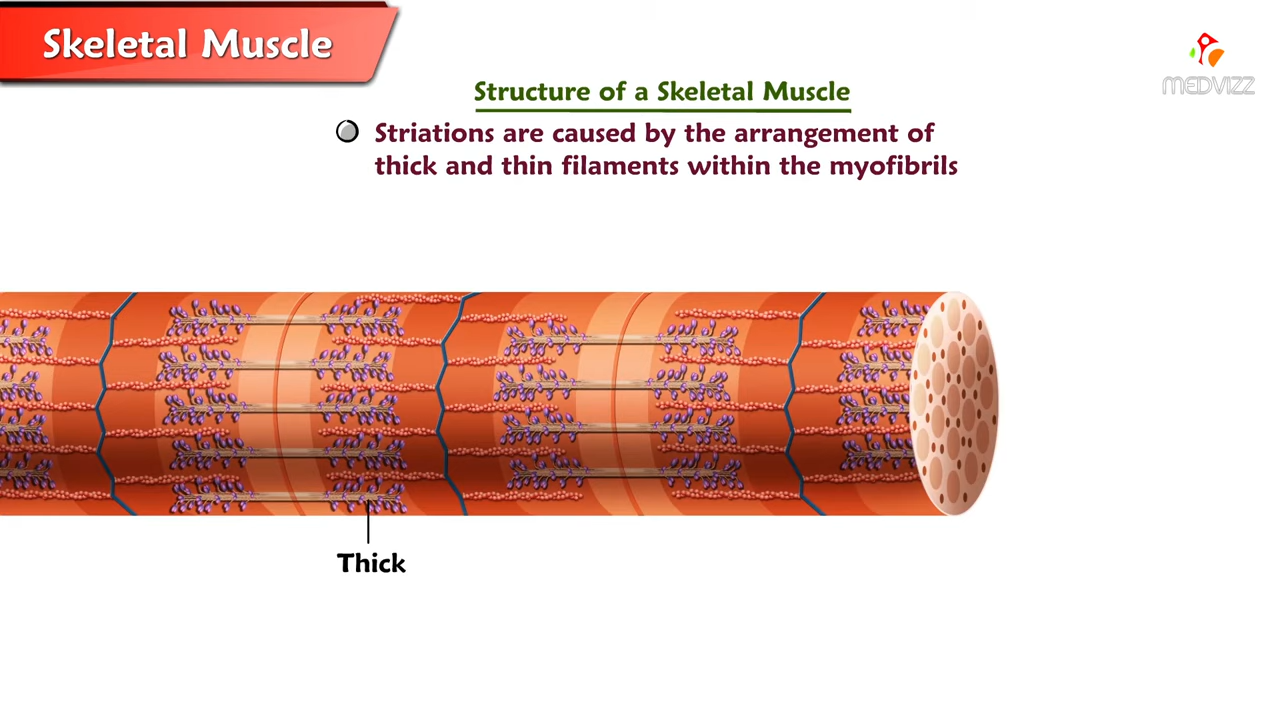 Skeletal Muscle
MEDVIZZ
Structure of a Skeletal Muscle
Striations are caused by the arrangement of
thick and thin filaments within the myofibrils
Thick